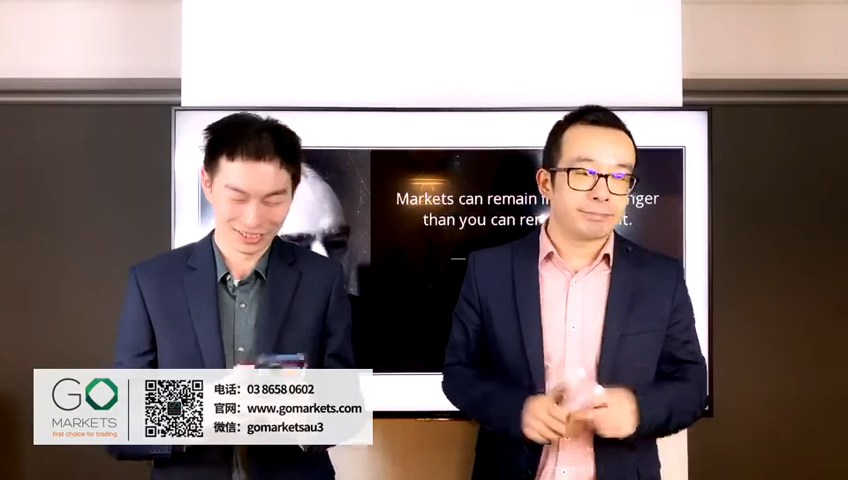 Markets can remain
than you can
GO
MARKETS
first choice for trading
电话： 03 8658 0602
官网： www.gomarkets.com
微信： gomarketsau3